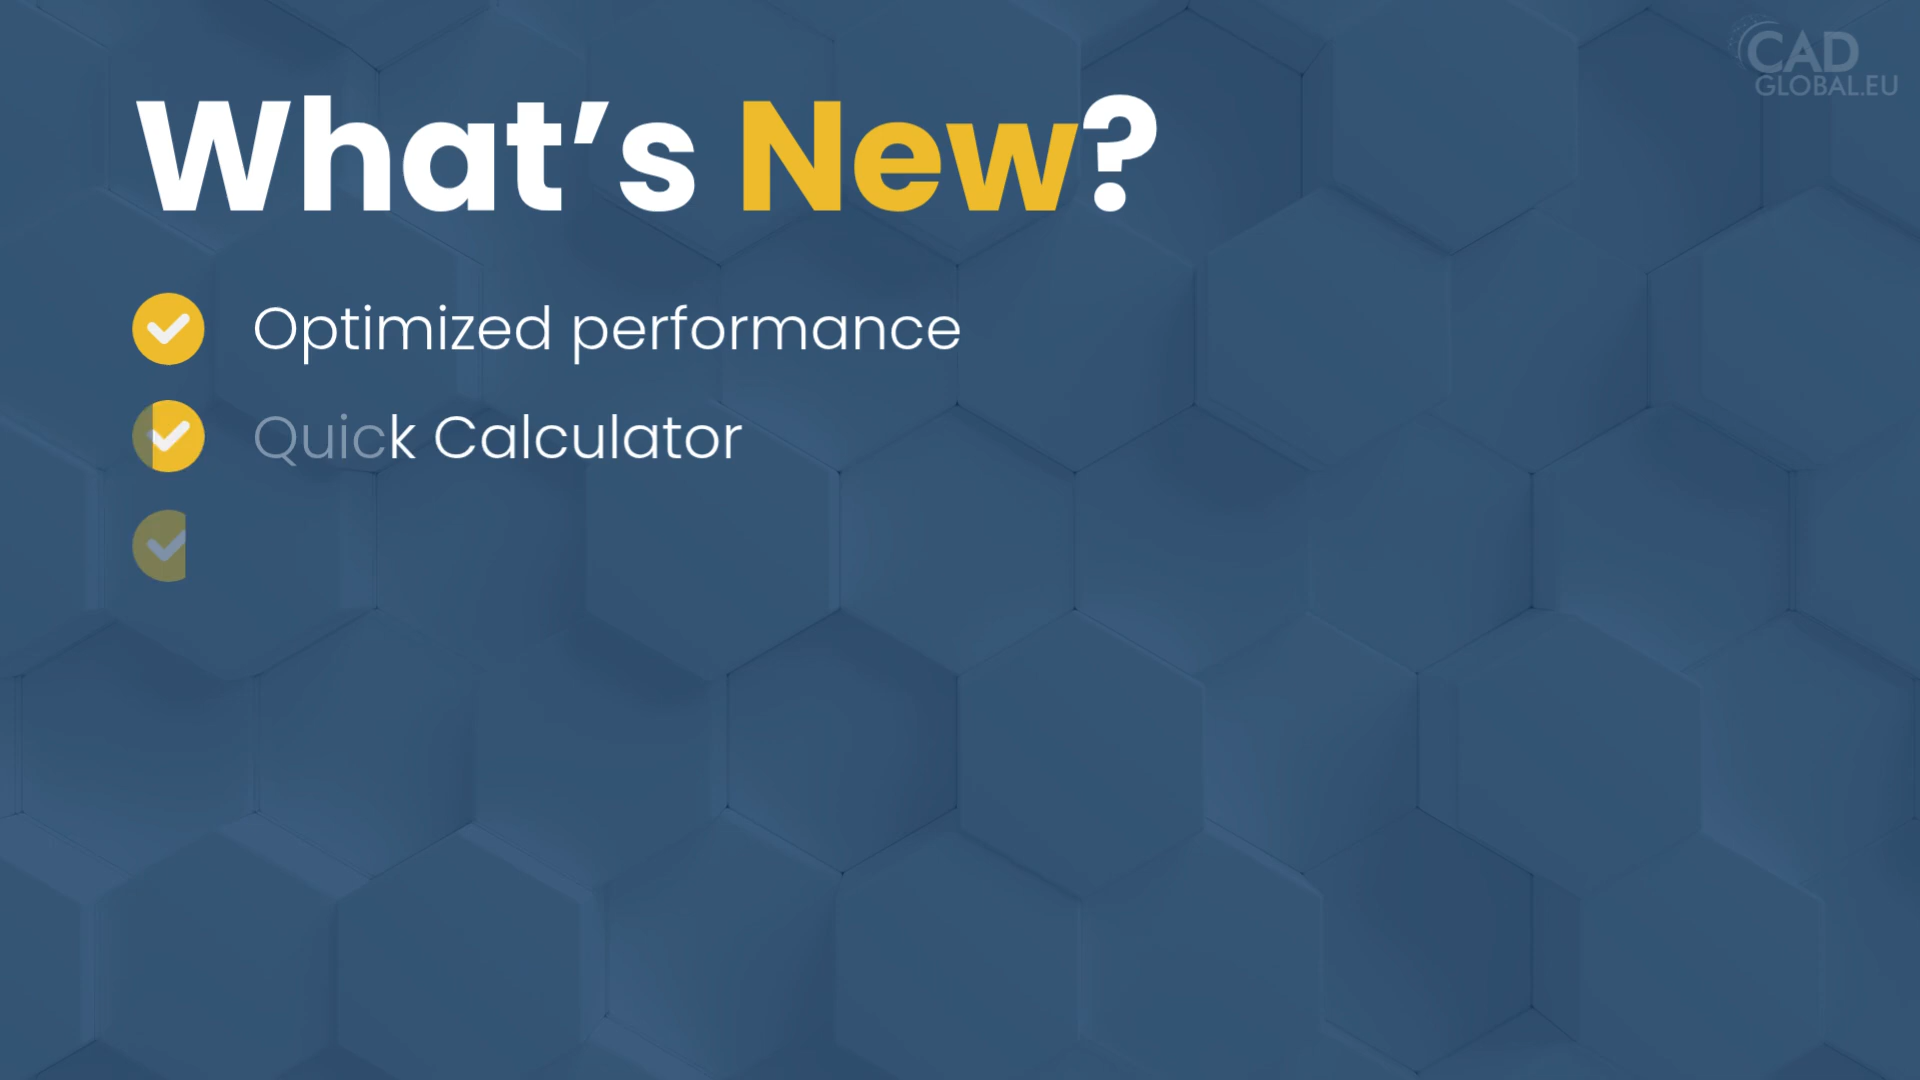 CAD
GLOBAL.EU
What’s New?
Optimized performance
Quick Calculator